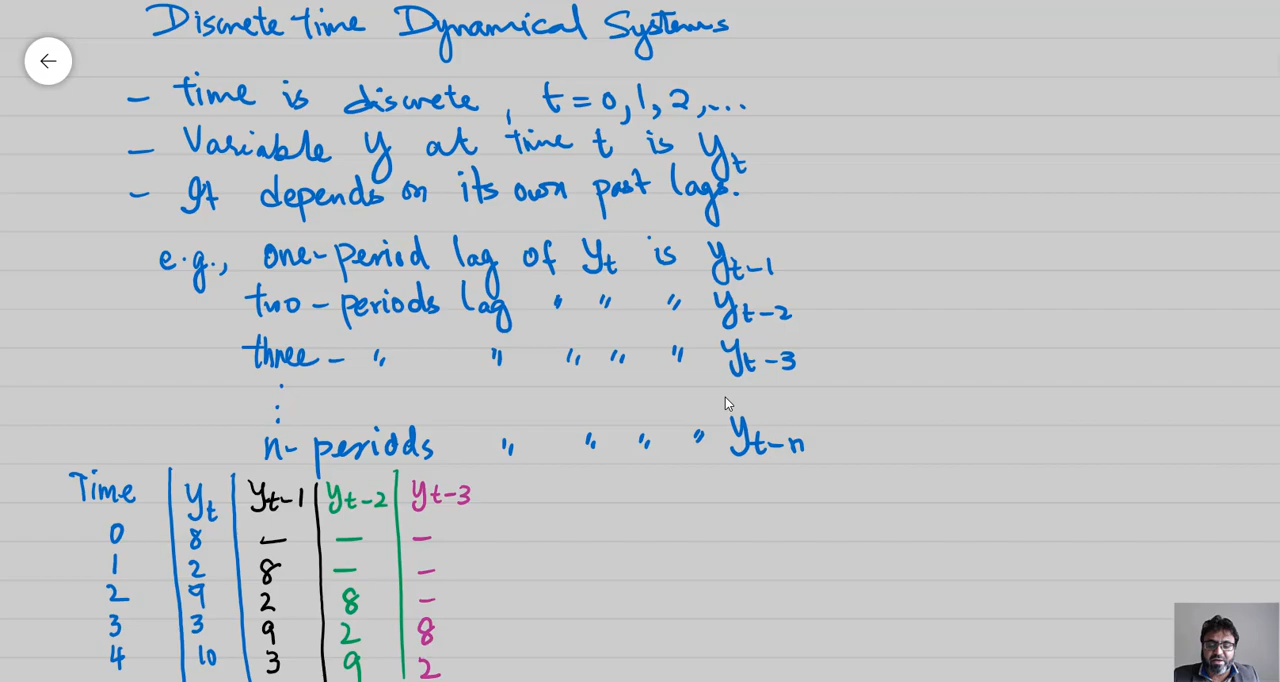 Discrete time Dynamical Systems
- time is discrete, t = 0, 1, 2, ...
- Variable y at time t is yt
- It depends on its own past lags.
e.g., one-period lag of yt is yt-1
two-periods lag " " " yt-2
three- " " " " " yt-3
⋮
n-periods " " " " yt-n
Time | yt | yt-1 | yt-2 | yt-3
0 | 8 | - | - | -
1 | 2 | 8 | - | -
2 | 9 | 2 | 8 | -
3 | 3 | 9 | 2 | 8
4 | 10 | 3 | 9 | 2